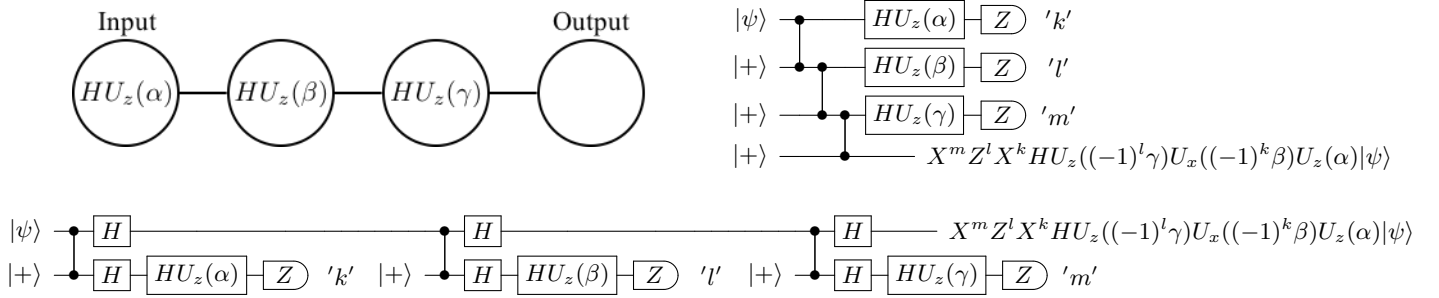 Input Output
HU_z(α) HU_z(β) HU_z(γ)
|ψ⟩ HU_z(α) Z 'k'
|+⟩ HU_z(β) Z 'l'
|+⟩ HU_z(γ) Z 'm'
|+⟩ X^m Z^l X^k HU_z((-1)^l γ)U_x((-1)^k β)U_z(α)|ψ⟩
|ψ⟩ H H H X^m Z^l X^k HU_z((-1)^l γ)U_x((-1)^k β)U_z(α)|ψ⟩
|+⟩ H HU_z(α) Z 'k' |+⟩ H HU_z(β) Z 'l' |+⟩ H HU_z(γ) Z 'm'